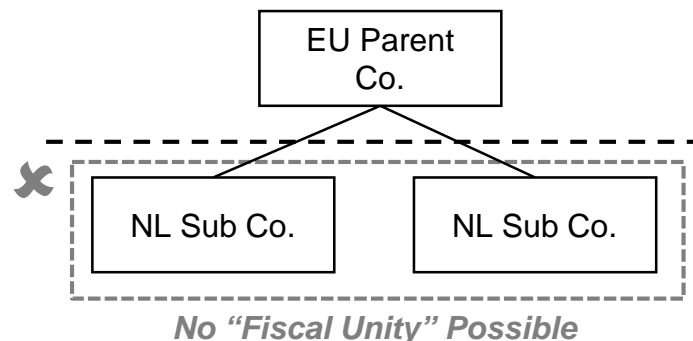 EU Parent
Co.
NL Sub Co.
NL Sub Co.
No “Fiscal Unity” Possible